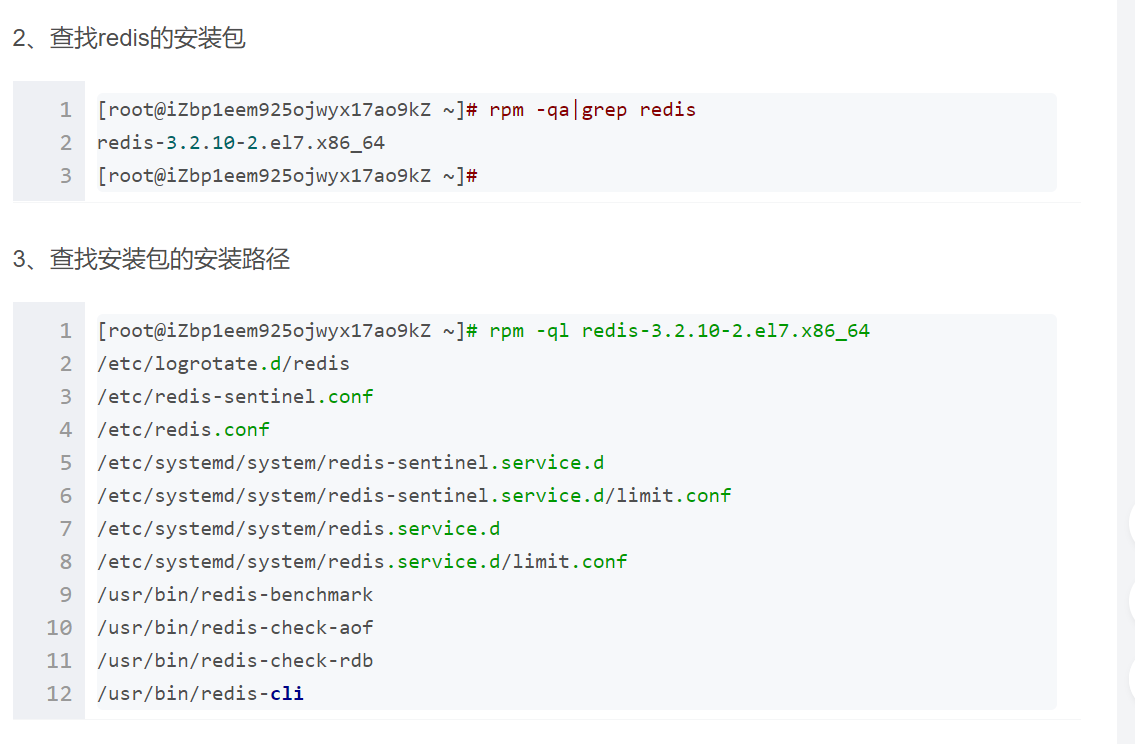 2、查找redis的安装包
1 [root@iZbp1eem925ojwyx17ao9kZ ~]# rpm -qa|grep redis
2 redis-3.2.10-2.el7.x86_64
3 [root@iZbp1eem925ojwyx17ao9kZ ~]#
3、查找安装包的安装路径
1 [root@iZbp1eem925ojwyx17ao9kZ ~]# rpm -ql redis-3.2.10-2.el7.x86_64
2 /etc/logrotate.d/redis
3 /etc/redis-sentinel.conf
4 /etc/redis.conf
5 /etc/systemd/system/redis-sentinel.service.d
6 /etc/systemd/system/redis-sentinel.service.d/limit.conf
7 /etc/systemd/system/redis.service.d
8 /etc/systemd/system/redis.service.d/limit.conf
9 /usr/bin/redis-benchmark
10 /usr/bin/redis-check-aof
11 /usr/bin/redis-check-rdb
12 /usr/bin/redis-cli